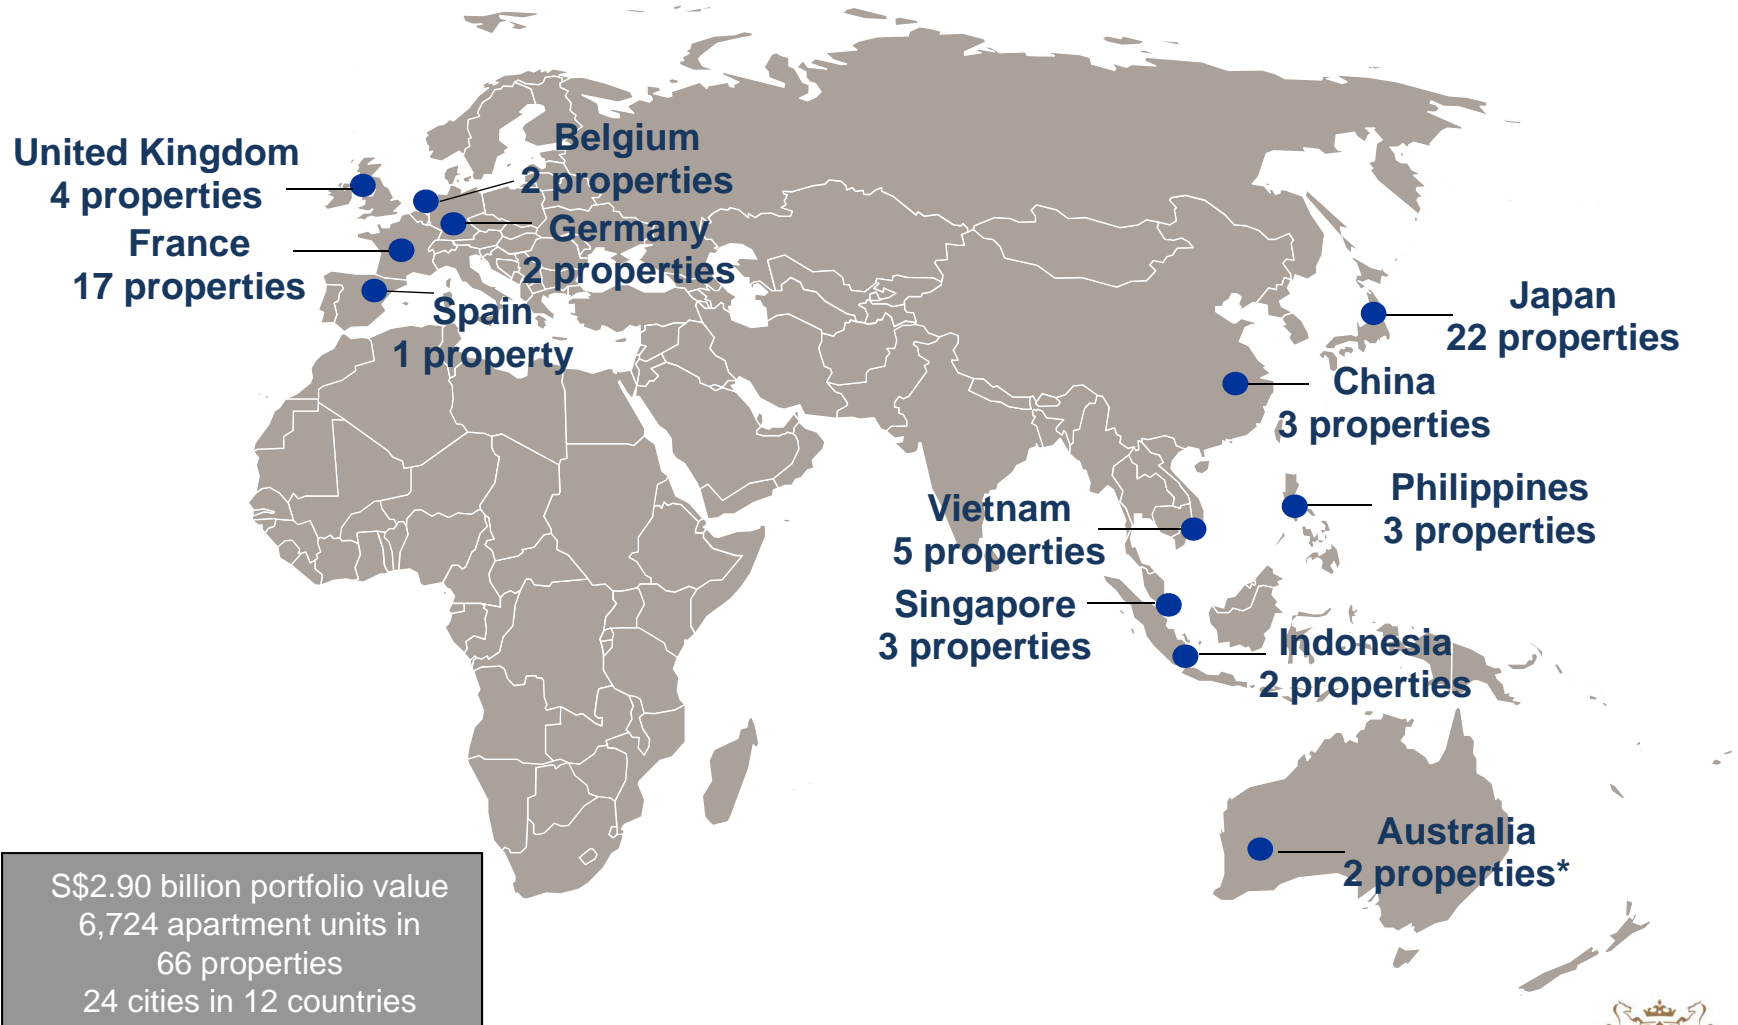 United Kingdom
4 properties
Belgium
2 properties
France
17 properties
Germany
2 properties
Spain
1 property
Japan
22 properties
China
3 properties
Philippines
3 properties
Vietnam
5 properties
Singapore
3 properties
Indonesia
2 properties
Australia
2 properties*
S$2.90 billion portfolio value
6,724 apartment units in
66 properties
24 cities in 12 countries